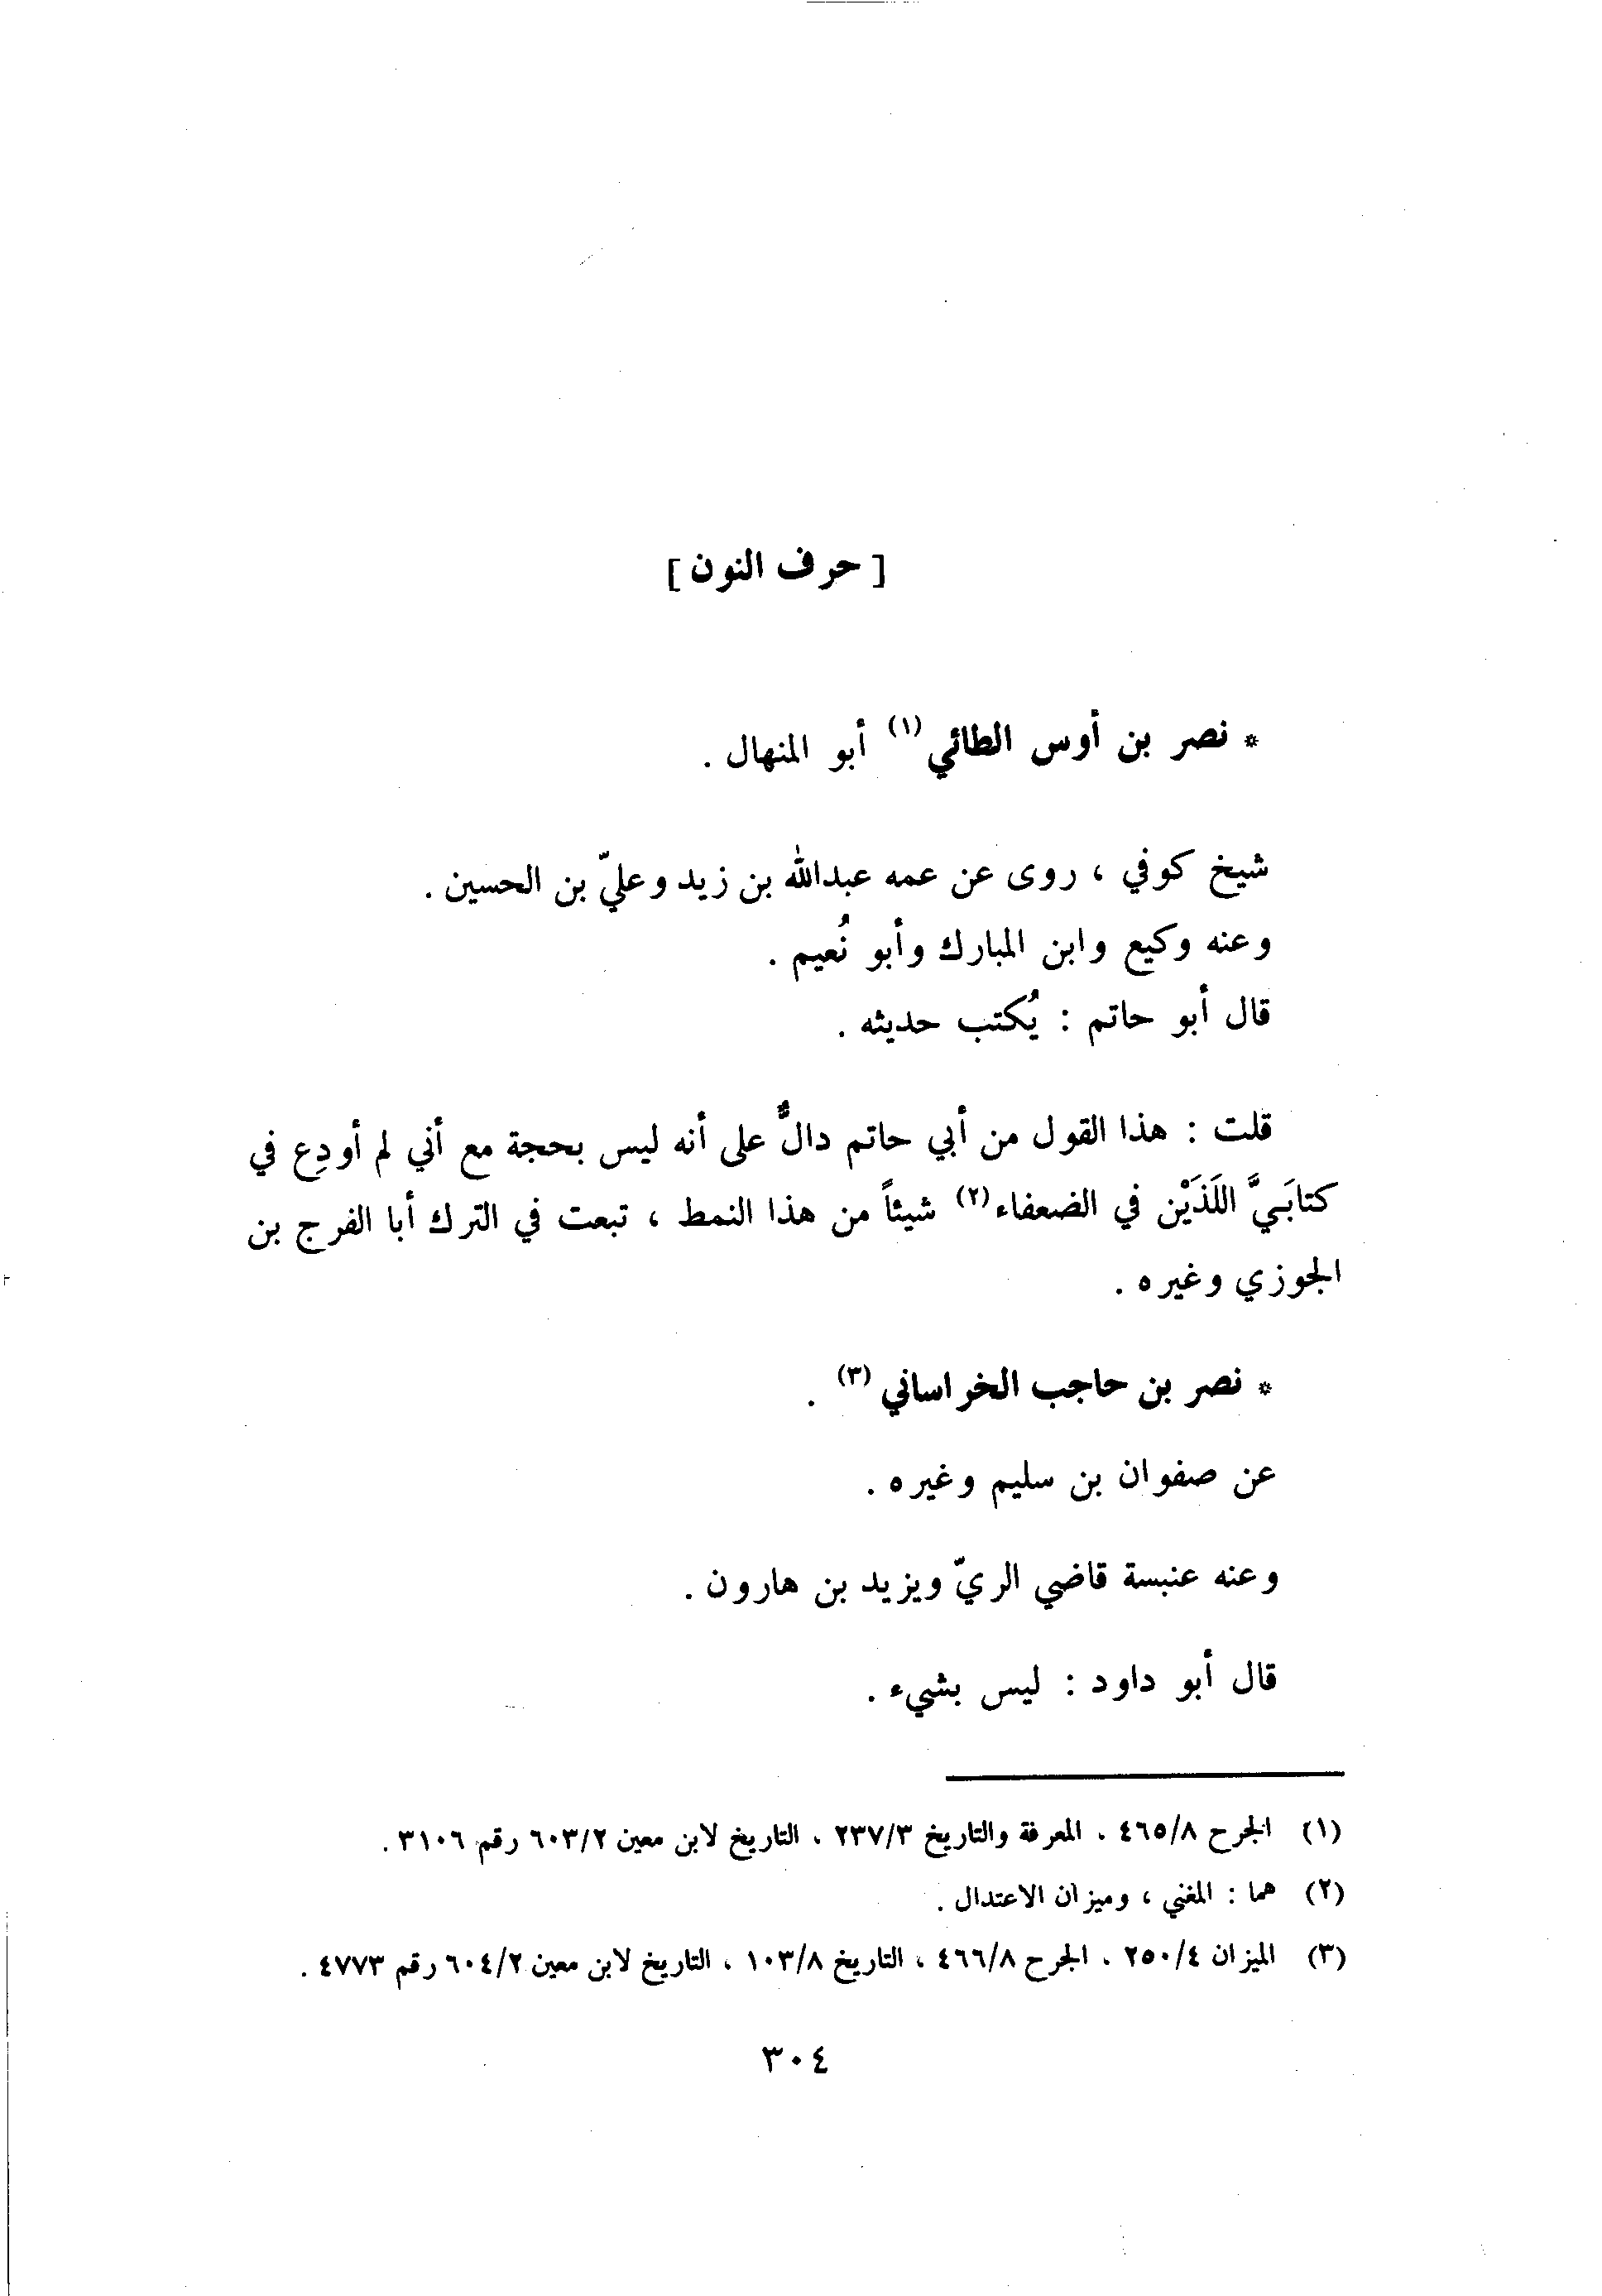 [ حرف النون ]
* نصر بن أوس الطائي (١) أبو المنهال .
شيخ كوفي ، روى عن عمه عبدالله بن زيد وعليّ بن الحسين .
وعنه وكيع وابن المبارك وأبو نُعيم .
قال أبو حاتم : يُكتب حديثه .
قلت : هذا القول من أبي حاتم دالٌّ على أنه ليس بحجة مع أني لم أودِع في
كتابَيَّ اللَذَيْن في الضعفاء (٢) شيئاً من هذا النمط ، تبعت في الترك أبا الفرج بن
الجوزي وغيره .
* نصر بن حاجب الخراساني (٣) .
عن صفوان بن سليم وغيره .
وعنه عنبسة قاضي الريّ ويزيد بن هارون .
قال أبو داود : ليس بشيء .
(١) الجرح ٤٦٥/٨ ، المعرفة والتاريخ ٢٣٧/٣ ، التاريخ لابن معين ٦٠٣/٢ رقم ٣١٠٦ .
(٢) هما : المغني ، وميزان الاعتدال .
(٣) الميزان ٢٥٠/٤ ، الجرح ٤٦٦/٨ ، التاريخ ١٠٣/٨ ، التاريخ لابن معين ٦٠٤/٢ رقم ٤٧٧٣ .
٣٠٤